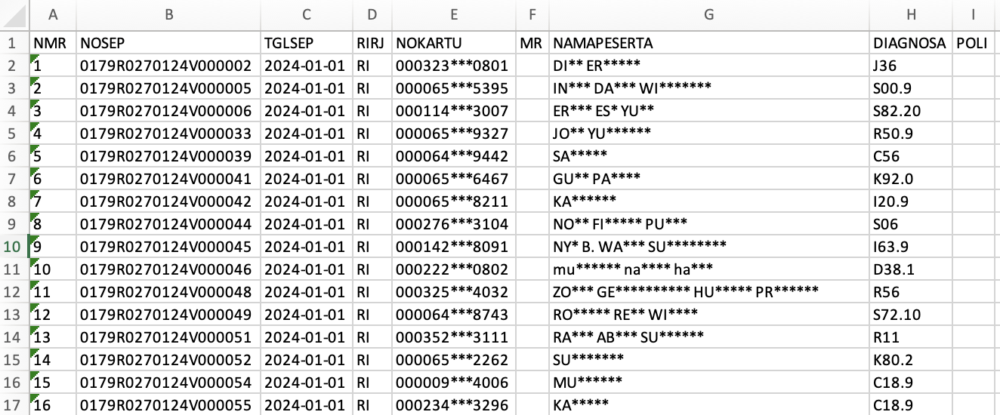 A B C D E F G H I
1 NMR NOSEP TGLSEP RIRJ NOKARTU MR NAMAPESERTA DIAGNOSA POLI
2 1 0179R0270124V000002 2024-01-01 RI 000323***0801 DI** ER***** J36
3 2 0179R0270124V000005 2024-01-01 RI 000065***5395 IN*** DA*** WI******* S00.9
4 3 0179R0270124V000006 2024-01-01 RI 000114***3007 ER*** ES* YU** S82.20
5 4 0179R0270124V000033 2024-01-01 RI 000065***9327 JO** YU****** R50.9
6 5 0179R0270124V000039 2024-01-01 RI 000064***9442 SA***** C56
7 6 0179R0270124V000041 2024-01-01 RI 000065***6467 GU** PA**** K92.0
8 7 0179R0270124V000042 2024-01-01 RI 000065***8211 KA****** I20.9
9 8 0179R0270124V000044 2024-01-01 RI 000276***3104 NO** FI***** PU*** S06
10 9 0179R0270124V000045 2024-01-01 RI 000142***8091 NY* B. WA*** SU******** I63.9
11 10 0179R0270124V000046 2024-01-01 RI 000222***0802 mu****** na**** ha*** D38.1
12 11 0179R0270124V000048 2024-01-01 RI 000325***4032 ZO*** GE********** HU***** PR****** R56
13 12 0179R0270124V000049 2024-01-01 RI 000064***8743 RO***** RE** WI**** S72.10
14 13 0179R0270124V000051 2024-01-01 RI 000352***3111 RA*** AB*** SU****** R11
15 14 0179R0270124V000052 2024-01-01 RI 000065***2262 SU******* K80.2
16 15 0179R0270124V000054 2024-01-01 RI 000009***4006 MU****** C18.9
17 16 0179R0270124V000055 2024-01-01 RI 000234***3296 KA***** C18.9